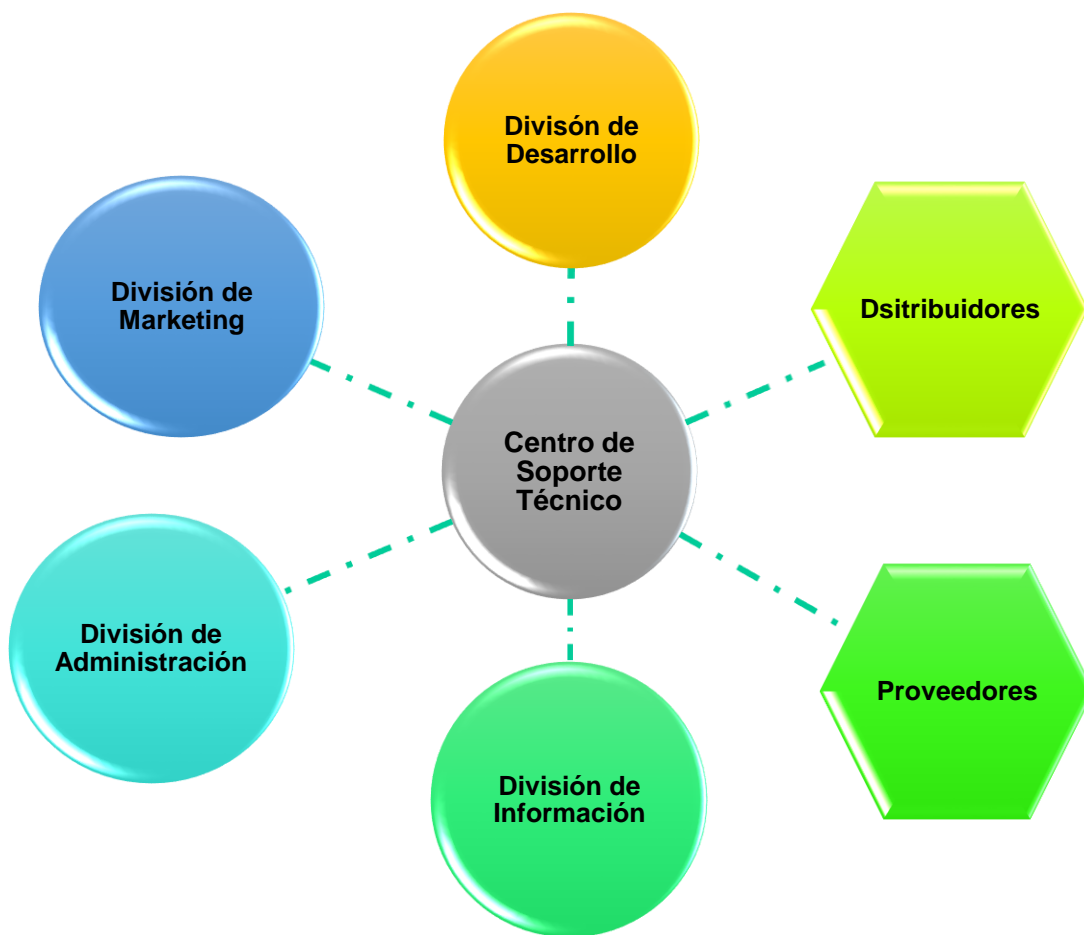 Divisón de
Desarrollo
División de
Marketing
Dsitribuidores
Centro de
Soporte
Técnico
División de
Administración
Proveedores
División de
Información